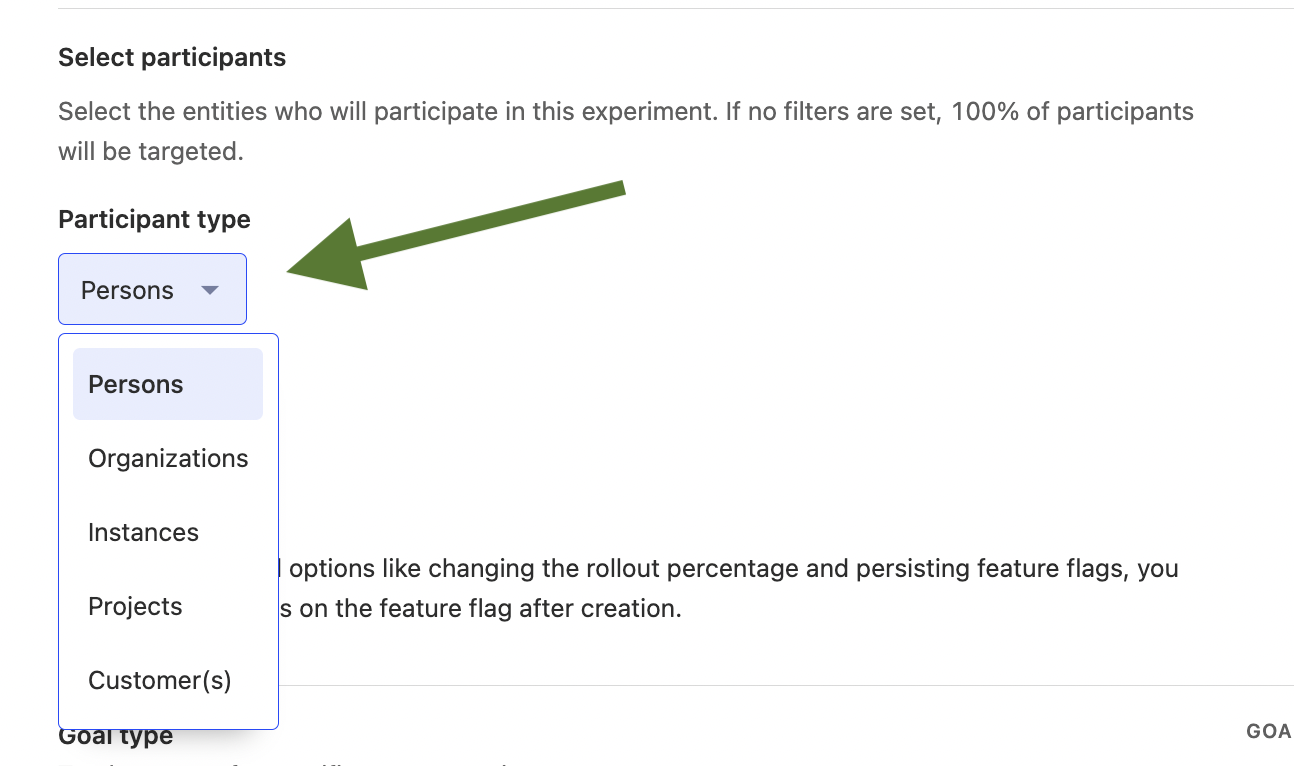 Select participants
Select the entities who will participate in this experiment. If no filters are set, 100% of participants
will be targeted.
Participant type
Persons
Persons
Organizations
Instances
Projects
Customer(s)
options like changing the rollout percentage and persisting feature flags, you
s on the feature flag after creation.
Goal type
GOA